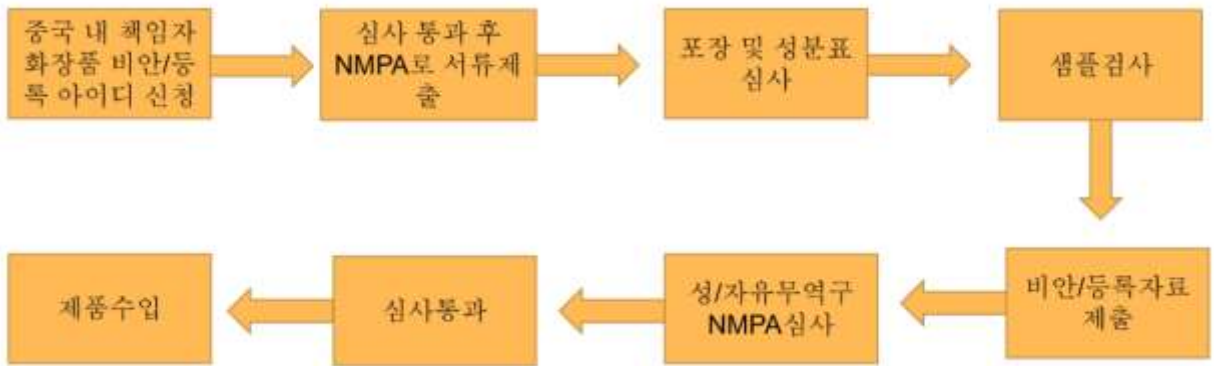 중국 내 책임자
화장품 비안/등
록 아어디 신청
심사 통과 후
NMPA로 서류제
출
포장 및 성분표
심사
샘플검사
비안/등록자료
제출
성/자유무역구
NMPA심사
심사통과
제품수입